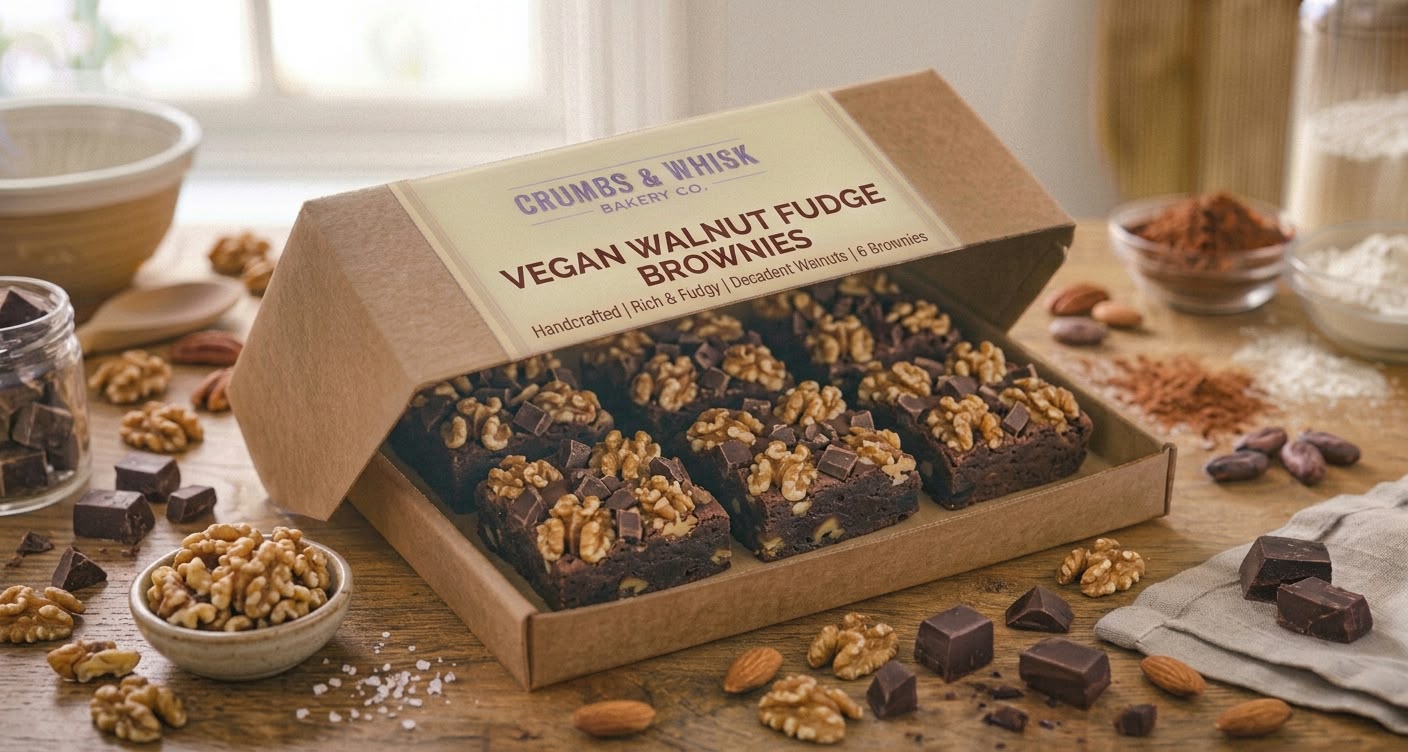 CRUMBS & WHISK
BAKERY CO.
VEGAN WALNUT FUDGE
BROWNIES
Handcrafted | Rich & Fudgy | Decadent Walnuts | 6 Brownies